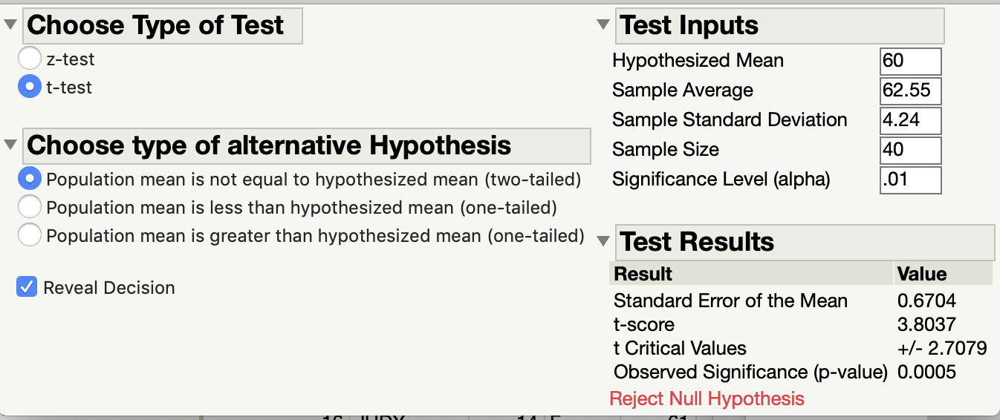 Choose Type of Test
z-test
t-test
Choose type of alternative Hypothesis
Population mean is not equal to hypothesized mean (two-tailed)
Population mean is less than hypothesized mean (one-tailed)
Population mean is greater than hypothesized mean (one-tailed)
Reveal Decision
Test Inputs
Hypothesized Mean 60
Sample Average 62.55
Sample Standard Deviation 4.24
Sample Size 40
Significance Level (alpha) .01
Test Results
Result Value
Standard Error of the Mean 0.6704
t-score 3.8037
t Critical Values +/- 2.7079
Observed Significance (p-value) 0.0005
Reject Null Hypothesis